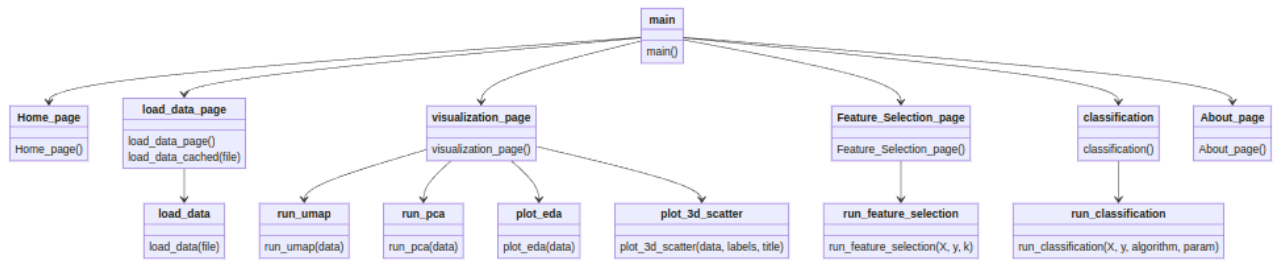 main
main()
Home_page
Home_page()
load_data_page
load_data_page()
load_data_cached(file)
visualization_page
visualization_page()
Feature_Selection_page
Feature_Selection_page()
classification
classification()
About_page
About_page()
load_data
load_data(file)
run_umap
run_umap(data)
run_pca
run_pca(data)
plot_eda
plot_eda(data)
plot_3d_scatter
plot_3d_scatter(data, labels, title)
run_feature_selection
run_feature_selection(X, y, k)
run_classification
run_classification(X, y, algorithm, param)